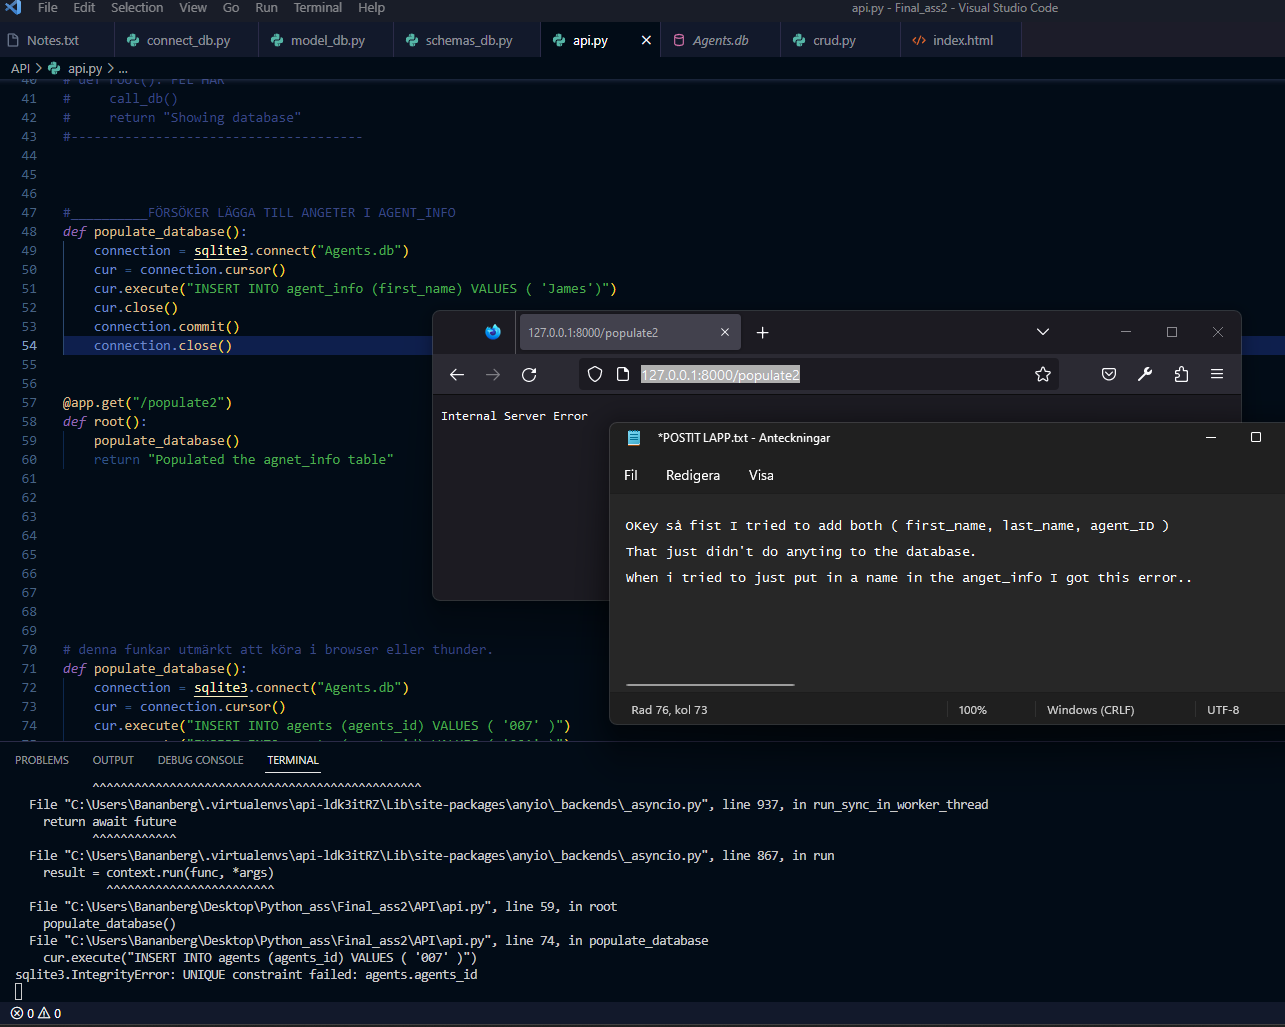 File Edit Selection View Go Run Terminal Help api.py - Final_ass2 - Visual Studio Code
Notes.txt connect_db.py model_db.py schemas_db.py api.py Agents.db crud.py index.html
API > api.py > ...
40 # def root(): FEL HÄR
41 #     call_db()
42 #     return "Showing database"
43 #--------------------------------------
44
45
46
47 #__________FÖRSÖKER LÄGGA TILL ANGETER I AGENT_INFO
48 def populate_database():
49     connection = sqlite3.connect("Agents.db")
50     cur = connection.cursor()
51     cur.execute("INSERT INTO agent_info (first_name) VALUES ( 'James')")
52     cur.close()
53     connection.commit()
54     connection.close()
55
56
57 @app.get("/populate2")
58 def root():
59     populate_database()
60     return "Populated the agnet_info table"
61
62
63
64
65
66
67
68
69
70 # denna funkar utmärkt att köra i browser eller thunder.
71 def populate_database():
72     connection = sqlite3.connect("Agents.db")
73     cur = connection.cursor()
74     cur.execute("INSERT INTO agents (agents_id) VALUES ( '007' )")
127.0.0.1:8000/populate2
127.0.0.1:8000/populate2
Internal Server Error
*POSTIT LAPP.txt - Anteckningar
Fil Redigera Visa
OKey så fist I tried to add both ( first_name, last_name, agent_ID )
That just didn't do anyting to the database.
When i tried to just put in a name in the anget_info I got this error..
Rad 76, kol 73 100% Windows (CRLF) UTF-8
PROBLEMS OUTPUT DEBUG CONSOLE TERMINAL
^^^^^^^^^^^^^^^^^^^^^^^^^^^^^^^^^^^^^^^^^^^^^^^
File "C:\Users\Bananberg\.virtualenvs\api-ldk3itRZ\Lib\site-packages\anyio\_backends\_asyncio.py", line 937, in run_sync_in_worker_thread
return await future
^^^^^^^^^^^^
File "C:\Users\Bananberg\.virtualenvs\api-ldk3itRZ\Lib\site-packages\anyio\_backends\_asyncio.py", line 867, in run
result = context.run(func, *args)
^^^^^^^^^^^^^^^^^^^^^^^^
File "C:\Users\Bananberg\Desktop\Python_ass\Final_ass2\API\api.py", line 59, in root
populate_database()
File "C:\Users\Bananberg\Desktop\Python_ass\Final_ass2\API\api.py", line 74, in populate_database
cur.execute("INSERT INTO agents (agents_id) VALUES ( '007' )")
sqlite3.IntegrityError: UNIQUE constraint failed: agents.agents_id
0 0